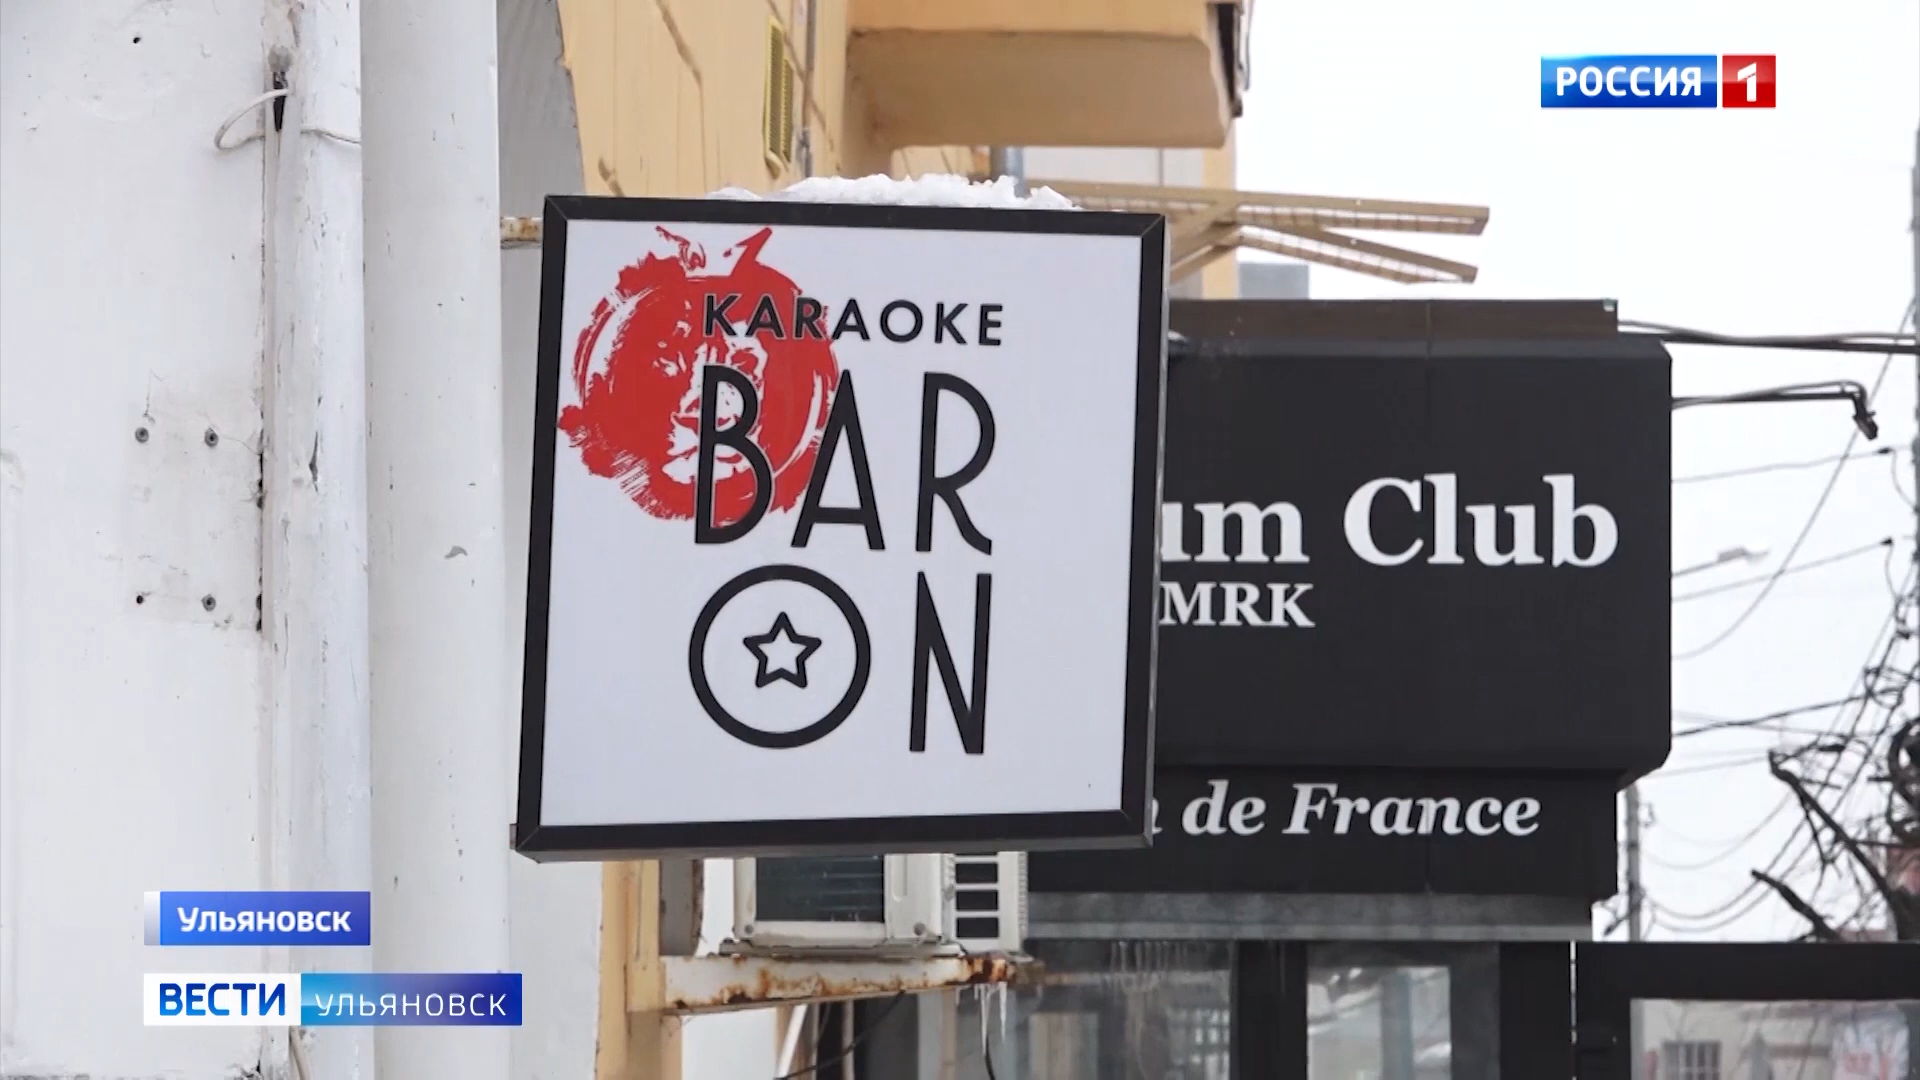 РОССИЯ 1
KARAOKE
BAR
ON
Club
MRK
de France
Ульяновск
ВЕСТИ УЛЬЯНОВСК